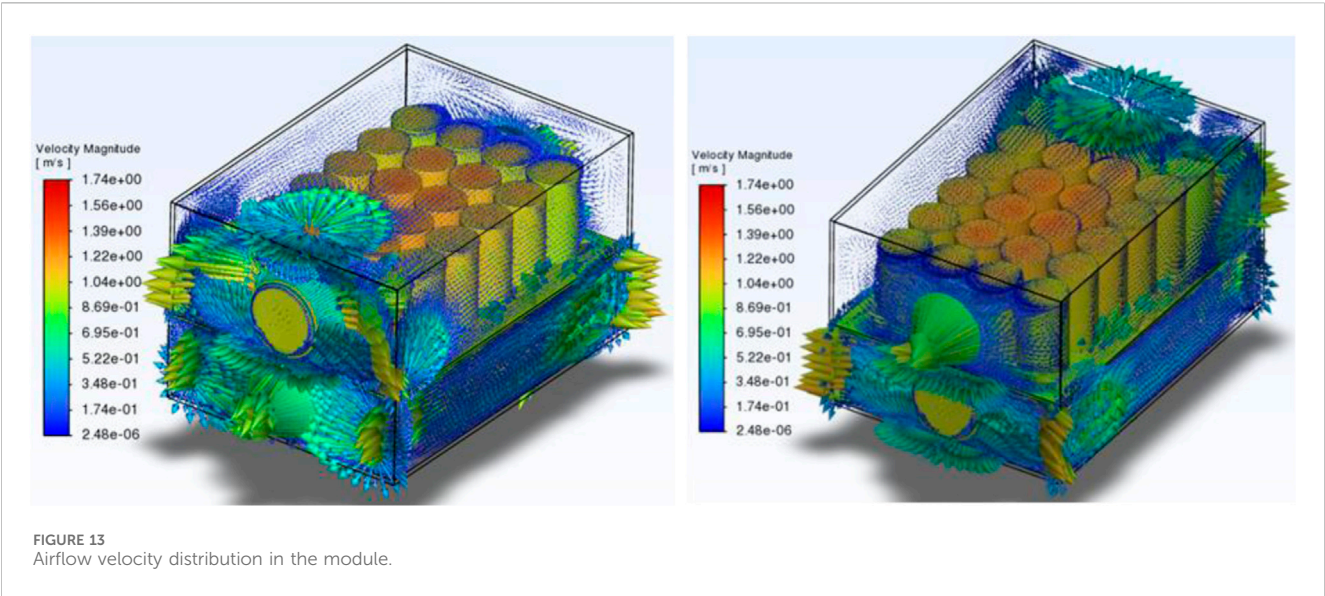 Velocity Magnitude
[ m/s ]
1.74e+00
1.56e+00
1.39e+00
1.22e+00
1.04e+00
8.69e-01
6.95e-01
5.22e-01
3.48e-01
1.74e-01
2.48e-06
Velocity Magnitude
[ m/s ]
1.74e+00
1.56e+00
1.39e+00
1.22e+00
1.04e+00
8.69e-01
6.95e-01
5.22e-01
3.48e-01
1.74e-01
2.48e-06
FIGURE 13
Airflow velocity distribution in the module.